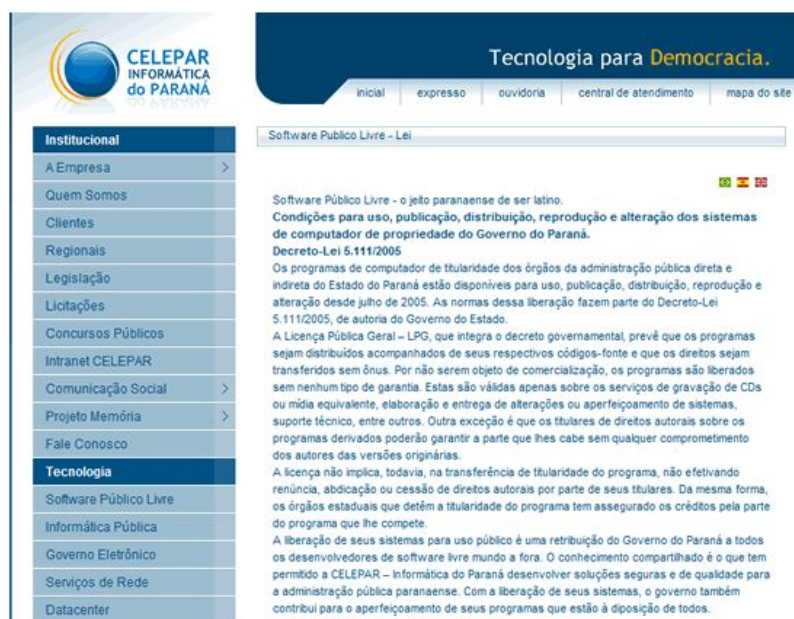 CELEPAR
INFORMÁTICA
do PARANÁ
Tecnologia para Democracia.
inicial
expresso
ouvidoria
central de atendimento
mapa do site
Institucional
A Empresa
Quem Somos
Clientes
Regionais
Legislação
Licitações
Concursos Públicos
Intranet CELEPAR
Comunicação Social
Projeto Memória
Fale Conosco
Tecnologia
Software Público Livre
Informática Pública
Governo Eletrônico
Serviços de Rede
Datacenter
Software Publico Livre - Lei
Software Público Livre - o jeito paranaense de ser latino.
Condições para uso, publicação, distribuição, reprodução e alteração dos sistemas
de computador de propriedade do Governo do Paraná.
Decreto-Lei 5.111/2005
Os programas de computador de titularidade dos órgãos da administração pública direta e
indireta do Estado do Paraná estão disponíveis para uso, publicação, distribuição, reprodução e
alteração desde julho de 2005. As normas dessa liberação fazem parte do Decreto-Lei
5.111/2005, de autoria do Governo do Estado.
A Licença Pública Geral – LPG, que integra o decreto governamental, prevê que os programas
sejam distribuídos acompanhados de seus respectivos códigos-fonte e que os direitos sejam
transferidos sem ônus. Por não serem objeto de comercialização, os programas são liberados
sem nenhum tipo de garantia. Estas são válidas apenas sobre os serviços de gravação de CDs
ou mídia equivalente, elaboração e entrega de alterações ou aperfeiçoamento de sistemas,
suporte técnico, entre outros. Outra exceção é que os titulares de direitos autorais sobre os
programas derivados poderão garantir a parte que lhes cabe sem qualquer comprometimento
dos autores das versões originárias.
A licença não implica, todavia, na transferência de titularidade do programa, não efetivando
renúncia, abdicação ou cessão de direitos autorais por parte de seus titulares. Da mesma forma,
os órgãos estaduais que detêm a titularidade do programa tem assegurado os créditos pela parte
do programa que lhe compete.
A liberação de seus sistemas para uso público é uma retribuição do Governo do Paraná a todos
os desenvolvedores de software livre mundo a fora. O conhecimento compartilhado é o que tem
permitido a CELEPAR – Informática do Paraná desenvolver soluções seguras e de qualidade para
a administração pública paranaense. Com a liberação de seus sistemas, o governo também
contribui para o aperfeiçoamento de seus programas que estão à disposição de todos.